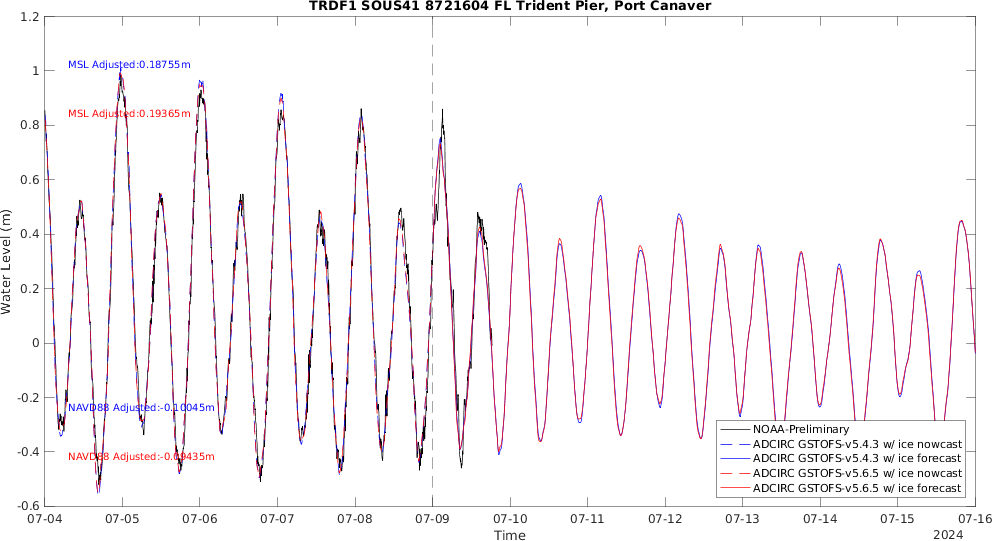 TRDF1 SOUS41 8721604 FL Trident Pier, Port Canaver
1.2
1
0.8
0.6
0.4
0.2
0
-0.2
-0.4
-0.6
Water Level (m)
MSL Adjusted:0.18755m
MSL Adjusted:0.19365m
NAVD88 Adjusted:-0.10045m
NAVD88 Adjusted:-0.09435m
NOAA-Preliminary
ADCIRC GSTOFS-v5.4.3 w/ ice nowcast
ADCIRC GSTOFS-v5.4.3 w/ ice forecast
ADCIRC GSTOFS-v5.6.5 w/ ice nowcast
ADCIRC GSTOFS-v5.6.5 w/ ice forecast
07-04 07-05 07-06 07-07 07-08 07-09 07-10 07-11 07-12 07-13 07-14 07-15 07-16
Time
2024